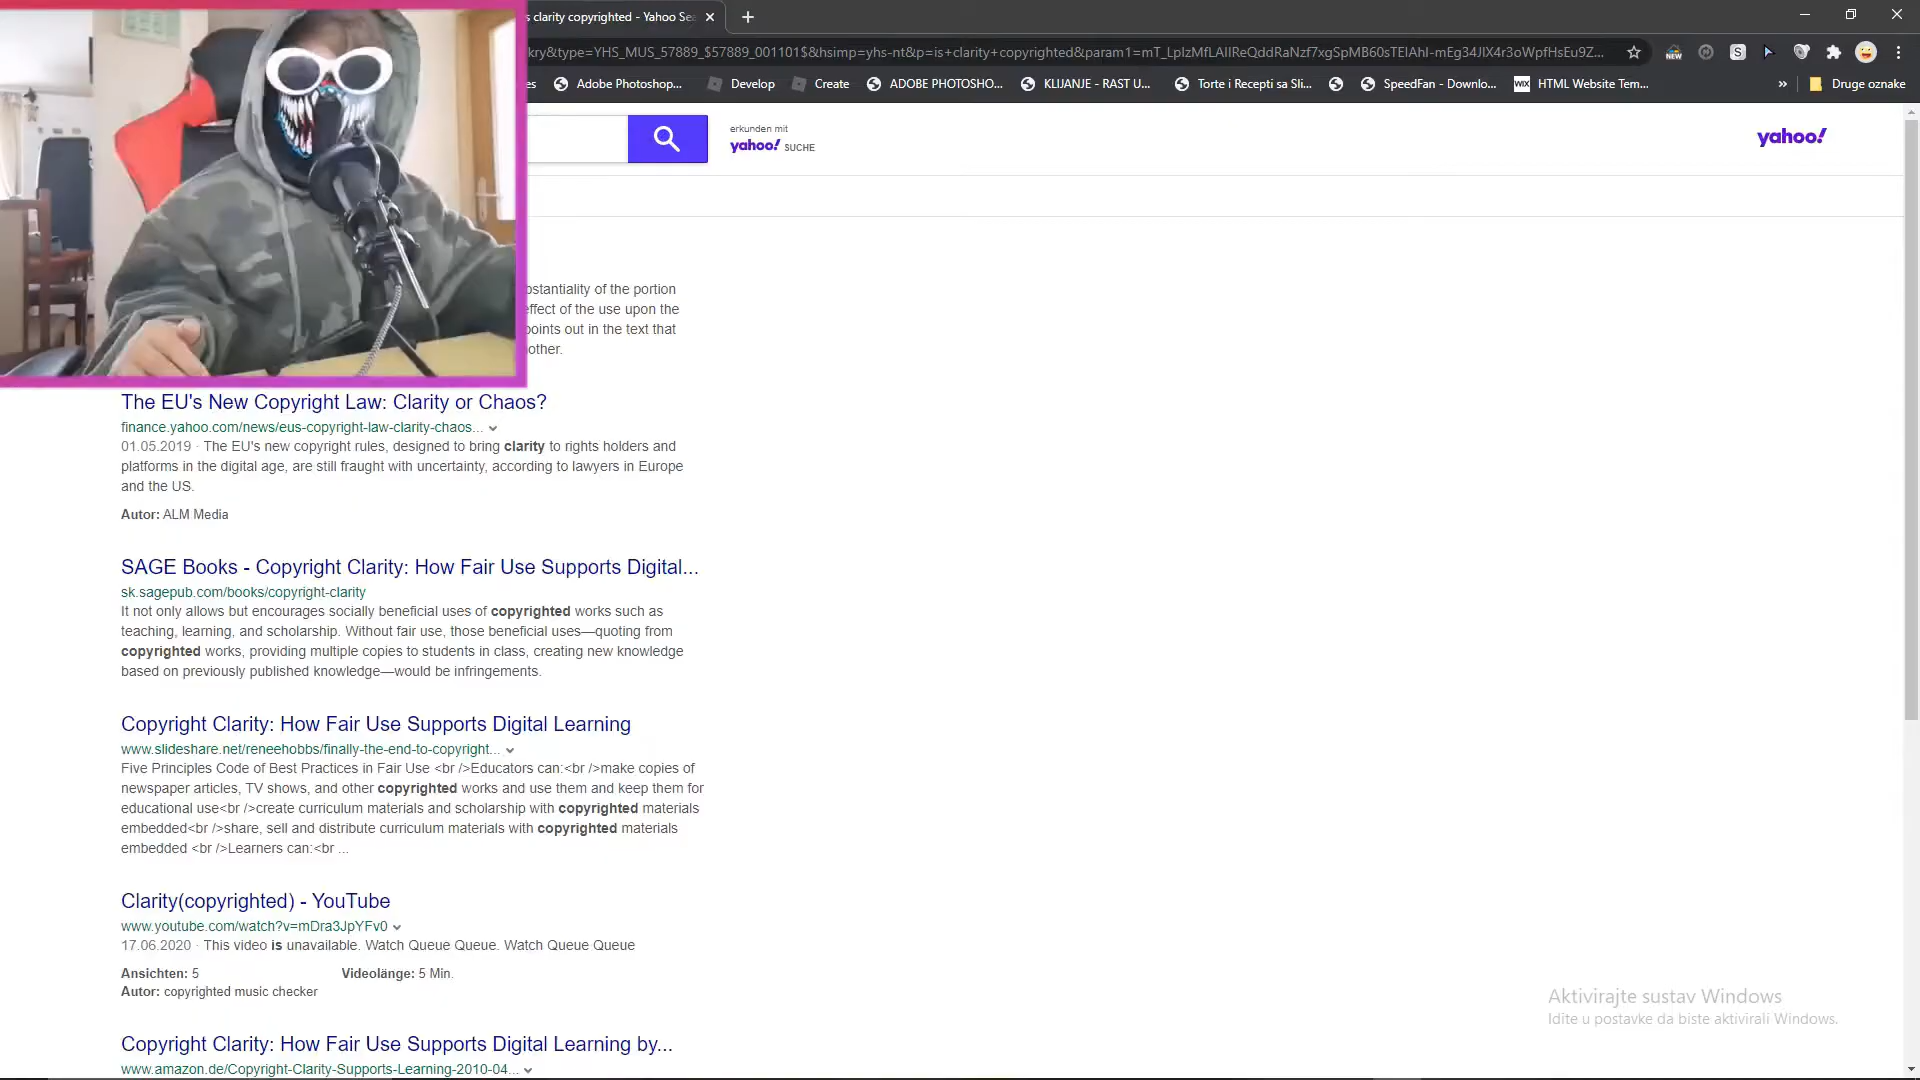 s clarity copyrighted - Yahoo Sea
kry&type=YHS_MUS_57889_$57889_001101$&hsimp=yhs-nt&p=is+clarity+copyrighted&param1=
Adobe Photoshop...
Develop
Create
ADOBE PHOTOSHO...
KLIJANJE - RAST U...
Torte i Recepti sa Sli...
SpeedFan - Downlo...
WIX
HTML Website Tem...
»
Druge oznake
erkunden mit
yahoo! SUCHE
yahoo!
bstantiality of the portion
effect of the use upon the
points out in the text that
other.
The EU's New Copyright Law: Clarity or Chaos?
finance.yahoo.com/news/eus-copyright-law-clarity-chaos...
01.05.2019 · The EU's new copyright rules, designed to bring clarity to rights holders and
platforms in the digital age, are still fraught with uncertainty, according to lawyers in Europe
and the US.
Autor: ALM Media
SAGE Books - Copyright Clarity: How Fair Use Supports Digital...
sk.sagepub.com/books/copyright-clarity
It not only allows but encourages socially beneficial uses of copyrighted works such as
teaching, learning, and scholarship. Without fair use, those beneficial uses—quoting from
copyrighted works, providing multiple copies to students in class, creating new knowledge
based on previously published knowledge—would be infringements.
Copyright Clarity: How Fair Use Supports Digital Learning
www.slideshare.net/reneehobbs/finally-the-end-to-copyright...
Five Principles Code of Best Practices in Fair Use <br />Educators can:<br />make copies of
newspaper articles, TV shows, and other copyrighted works and use them and keep them for
educational use<br />create curriculum materials and scholarship with copyrighted materials
embedded<br />share, sell and distribute curriculum materials with copyrighted materials
embedded <br />Learners can:<br ...
Clarity(copyrighted) - YouTube
www.youtube.com/watch?v=mDra3JpYFv0
17.06.2020 · This video is unavailable. Watch Queue Queue. Watch Queue Queue
Ansichten: 5 Videolänge: 5 Min.
Autor: copyrighted music checker
Copyright Clarity: How Fair Use Supports Digital Learning by...
www.amazon.de/Copyright-Clarity-Supports-Learning-2010-04...
Aktivirajte sustav Windows
Idite u postavke da biste aktivirali Windows.